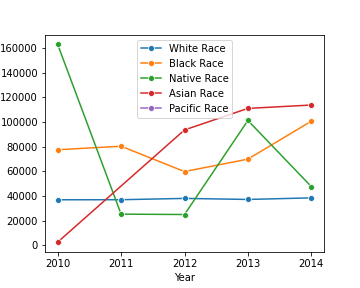 White Race
Black Race
Native Race
Asian Race
Pacific Race
160000
140000
120000
100000
80000
60000
40000
20000
0
2010 2011 2012 2013 2014
Year